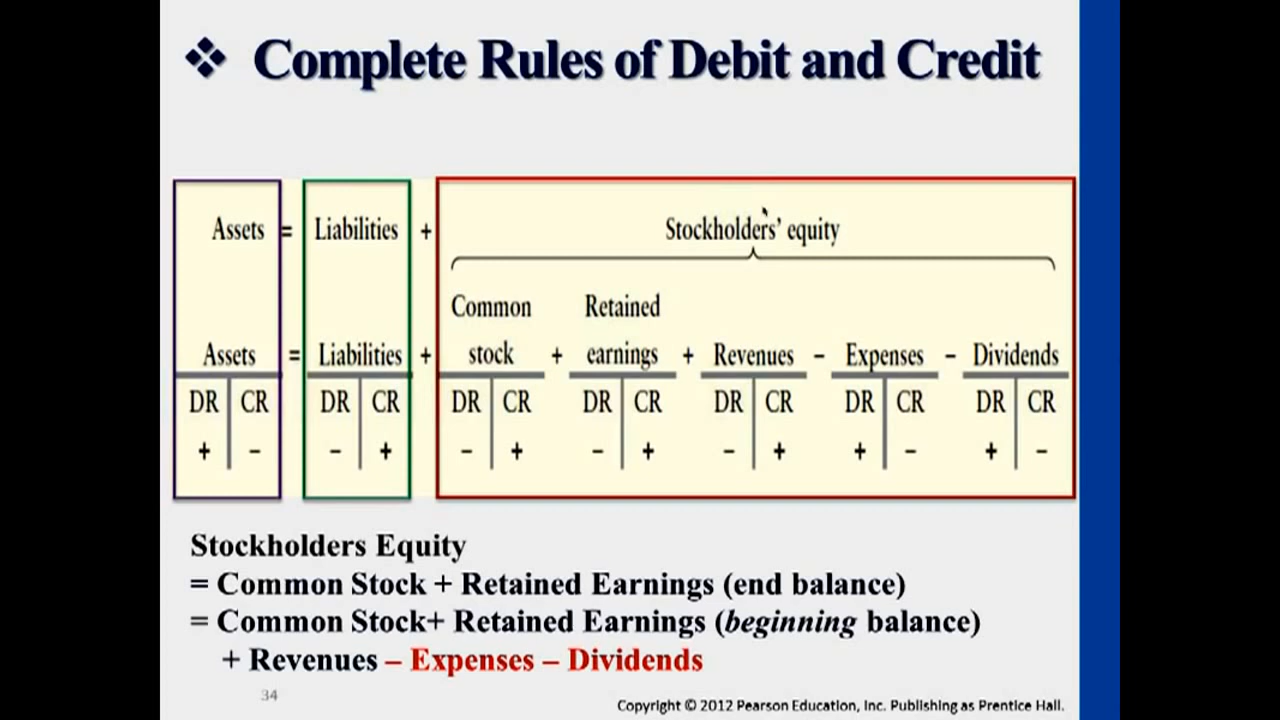 ❖ Complete Rules of Debit and Credit
Assets = Liabilities + Stockholders' equity
Common Retained
Assets = Liabilities + stock + earnings + Revenues – Expenses – Dividends
DR CR DR CR DR CR DR CR DR CR DR CR DR CR
+ – – + – + – + – + + – + –
Stockholders Equity
= Common Stock + Retained Earnings (end balance)
= Common Stock+ Retained Earnings (beginning balance)
+ Revenues – Expenses – Dividends
34
Copyright © 2012 Pearson Education, Inc. Publishing as Prentice Hall.